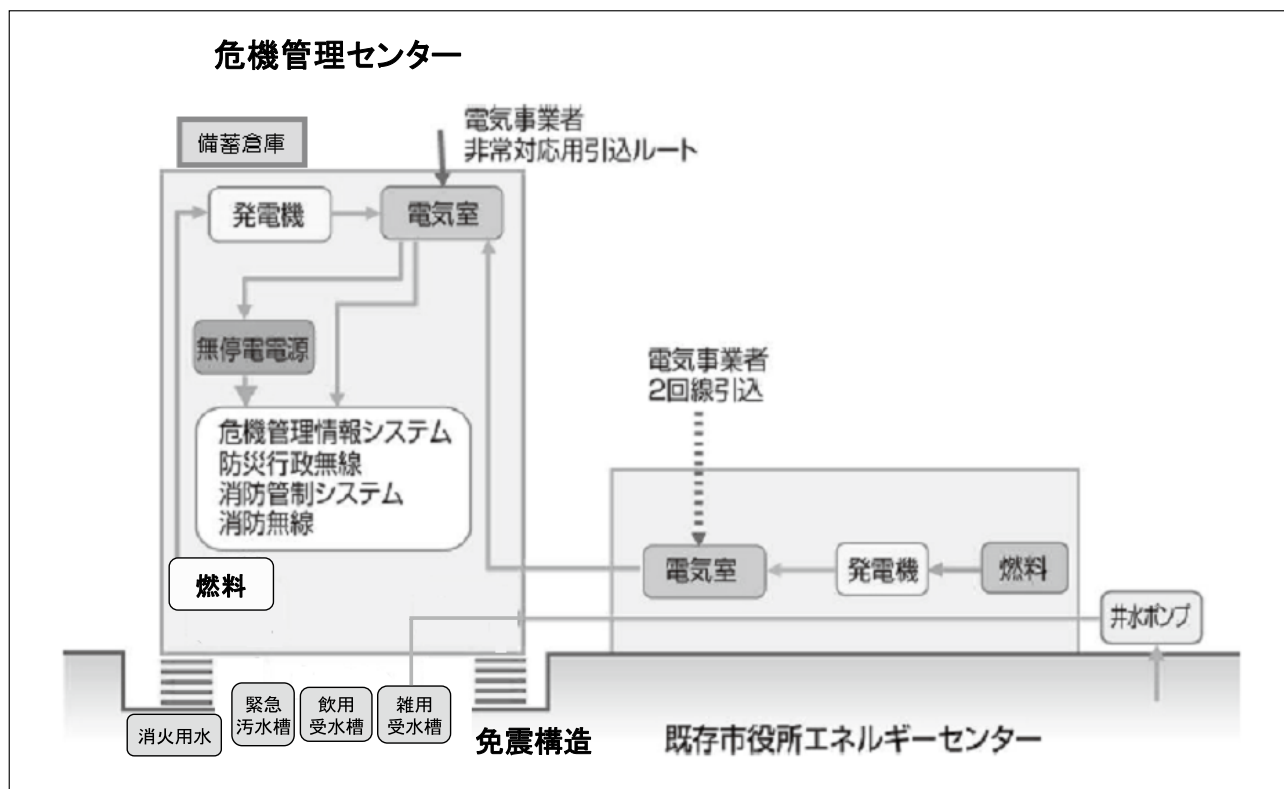 危機管理センター
備蓄倉庫
電気事業者
非常対応用引込ルート
発電機
電気室
無停電電源
危機管理情報システム
防災行政無線
消防管制システム
消防無線
燃料
電気事業者
2回線引込
電気室
発電機
燃料
井水ポンプ
消火用水
緊急
汚水槽
飲用
受水槽
雑用
受水槽
免震構造
既存市役所エネルギーセンター